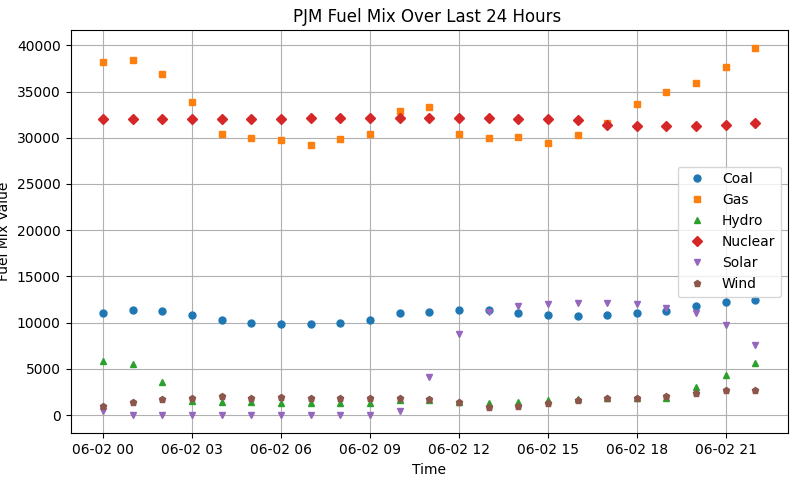 PJM Fuel Mix Over Last 24 Hours
40000
35000
30000
25000
20000
15000
10000
5000
0
Fuel Mix Value
Coal
Gas
Hydro
Nuclear
Solar
Wind
06-02 00 06-02 03 06-02 06 06-02 09 06-02 12 06-02 15 06-02 18 06-02 21
Time